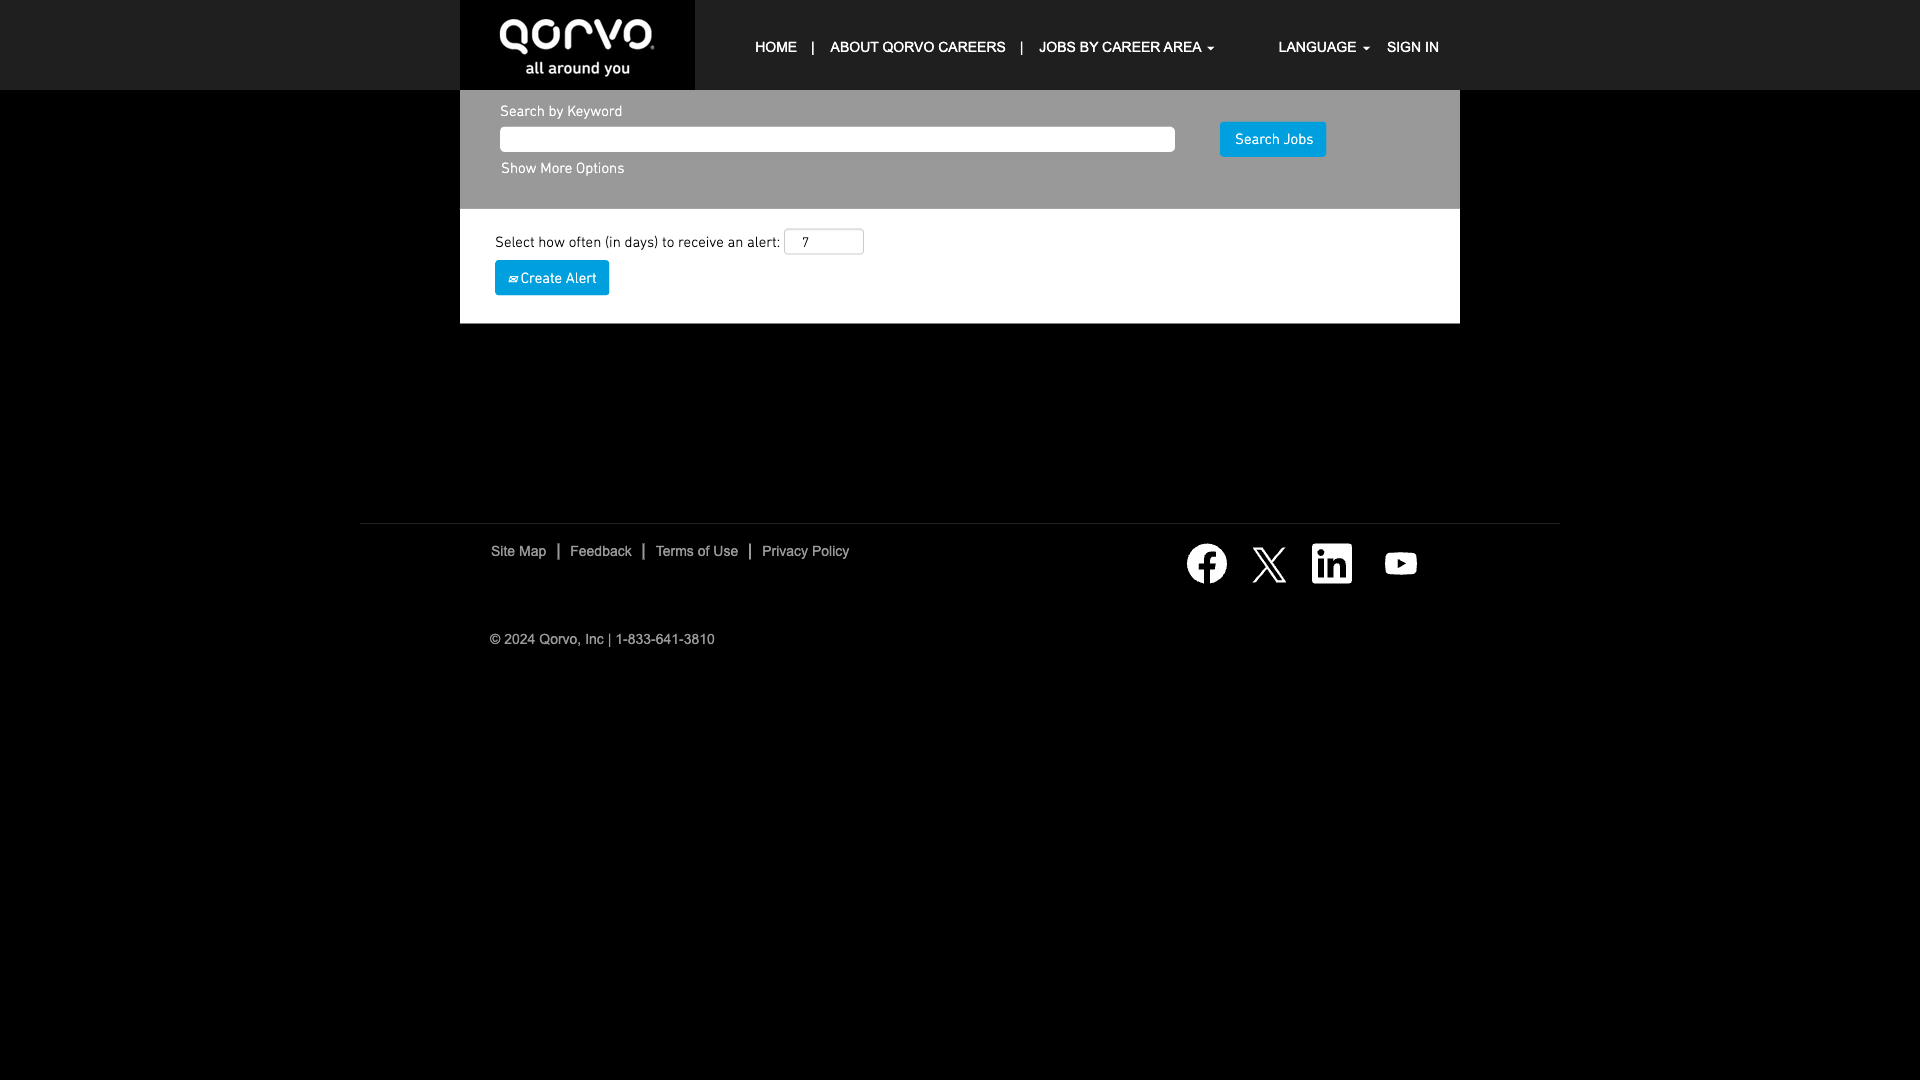 Qorvo
all around you
HOME | ABOUT QORVO CAREERS | JOBS BY CAREER AREA LANGUAGE SIGN IN
Search by Keyword
Search Jobs
Show More Options
Select how often (in days) to receive an alert: 7
Create Alert
Site Map | Feedback | Terms of Use | Privacy Policy
© 2024 Qorvo, Inc | 1-833-641-3810